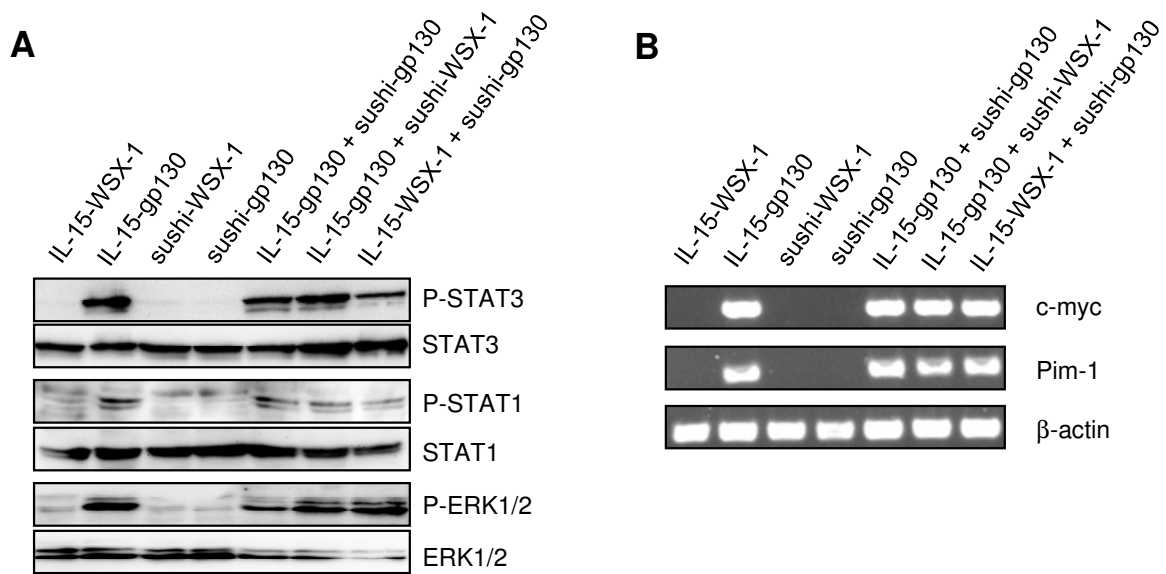 A
IL-15-WSX-1
IL-15-gp130
sushi-WSX-1
sushi-gp130
IL-15-gp130 + sushi-gp130
IL-15-gp130 + sushi-WSX-1
IL-15-WSX-1 + sushi-gp130
P-STAT3
STAT3
P-STAT1
STAT1
P-ERK1/2
ERK1/2
B
IL-15-WSX-1
IL-15-gp130
sushi-WSX-1
sushi-gp130
IL-15-gp130 + sushi-gp130
IL-15-gp130 + sushi-WSX-1
IL-15-WSX-1 + sushi-gp130
c-myc
Pim-1
β-actin